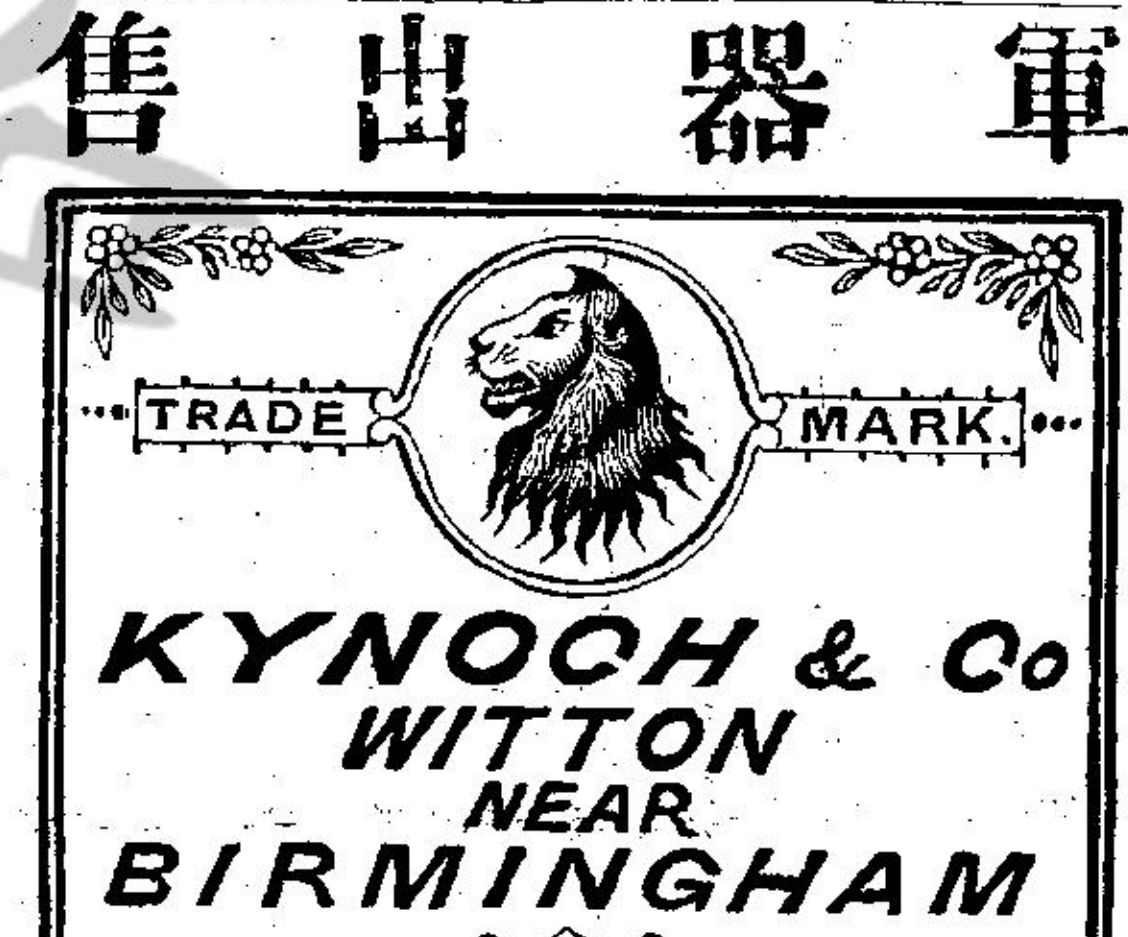 軍器出售
TRADE MARK.
KYNOCH & Co
WITTON
NEAR
BIRMINGHAM